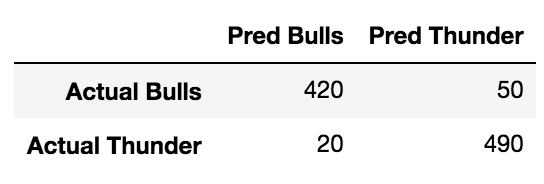 Pred Bulls Pred Thunder
Actual Bulls 420 50
Actual Thunder 20 490